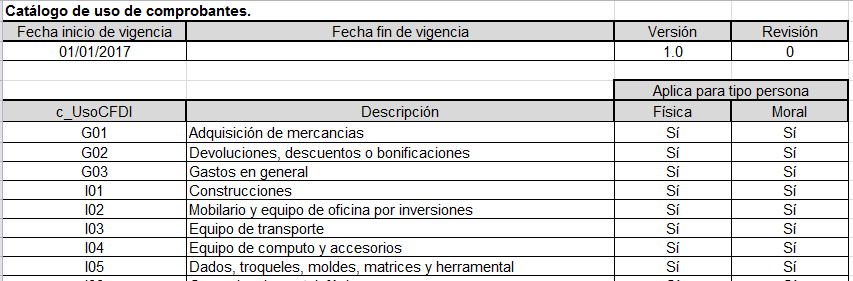 Catálogo de uso de comprobantes.
Fecha inicio de vigencia Fecha fin de vigencia Versión Revisión
01/01/2017 1.0 0
Aplica para tipo persona
c_UsoCFDI Descripción Física Moral
G01 Adquisición de mercancias Sí Sí
G02 Devoluciones, descuentos o bonificaciones Sí Sí
G03 Gastos en general Sí Sí
I01 Construcciones Sí Sí
I02 Mobilario y equipo de oficina por inversiones Sí Sí
I03 Equipo de transporte Sí Sí
I04 Equipo de computo y accesorios Sí Sí
I05 Dados, troqueles, moldes, matrices y herramental Sí Sí